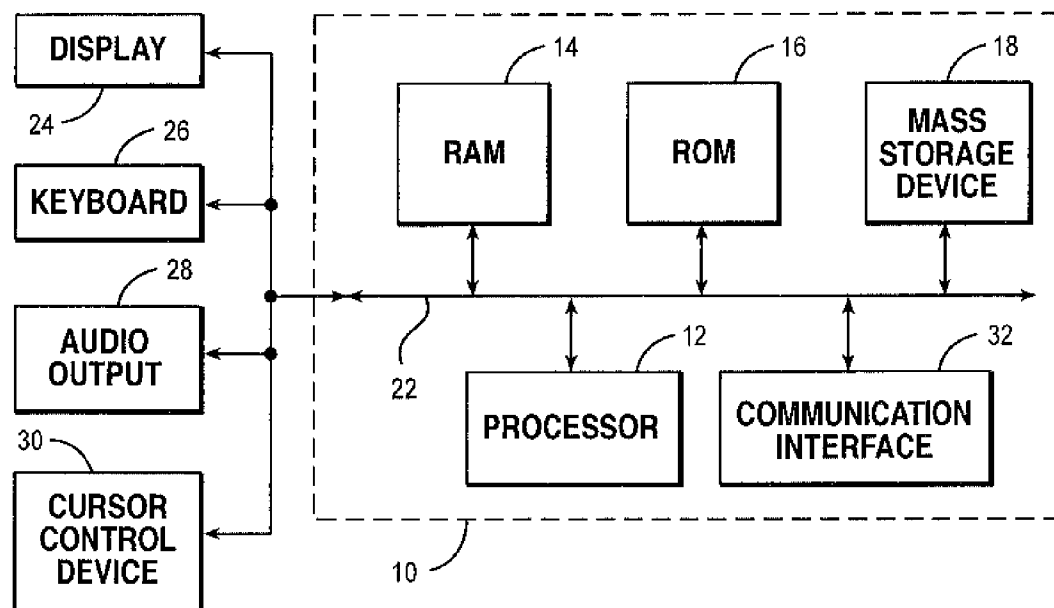 DISPLAY
24
26
KEYBOARD
28
AUDIO
OUTPUT
30
CURSOR
CONTROL
DEVICE
14
RAM
16
ROM
18
MASS
STORAGE
DEVICE
22
12
PROCESSOR
32
COMMUNICATION
INTERFACE
10